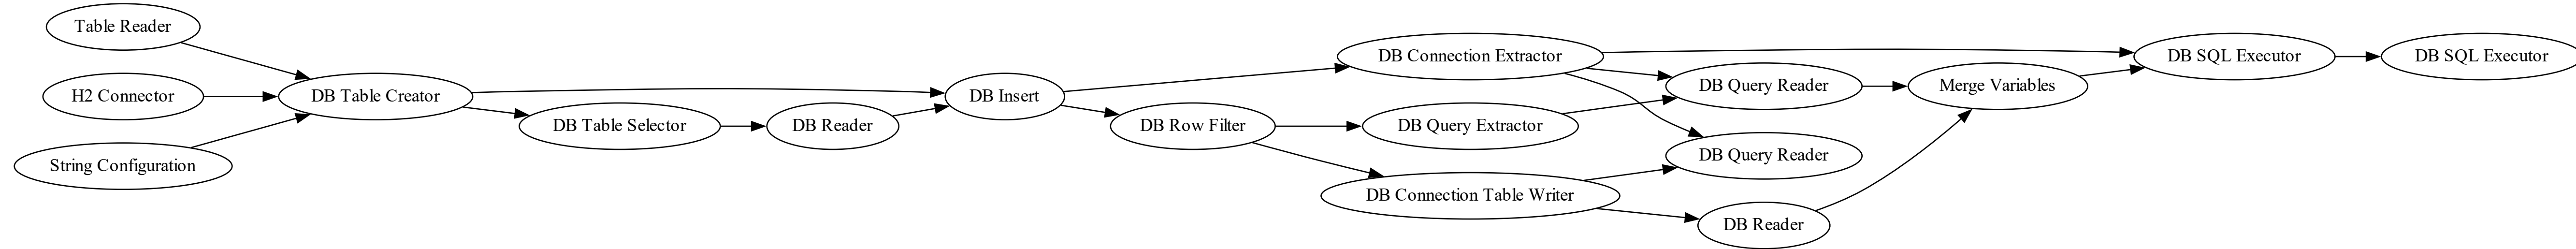 Table Reader
H2 Connector
String Configuration
DB Table Creator
DB Table Selector
DB Reader
DB Insert
DB Row Filter
DB Connection Extractor
DB Query Extractor
DB Connection Table Writer
DB Query Reader
DB Query Reader
DB Reader
Merge Variables
DB SQL Executor
DB SQL Executor